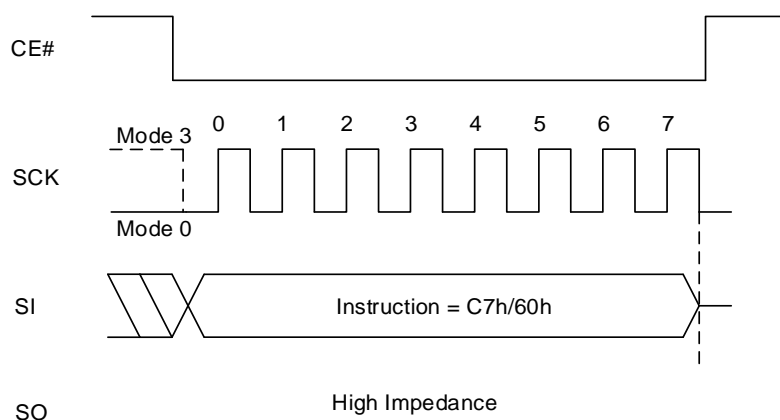 CE#
0 1 2 3 4 5 6 7
Mode 3
SCK
Mode 0
SI
Instruction = C7h/60h
SO
High Impedance